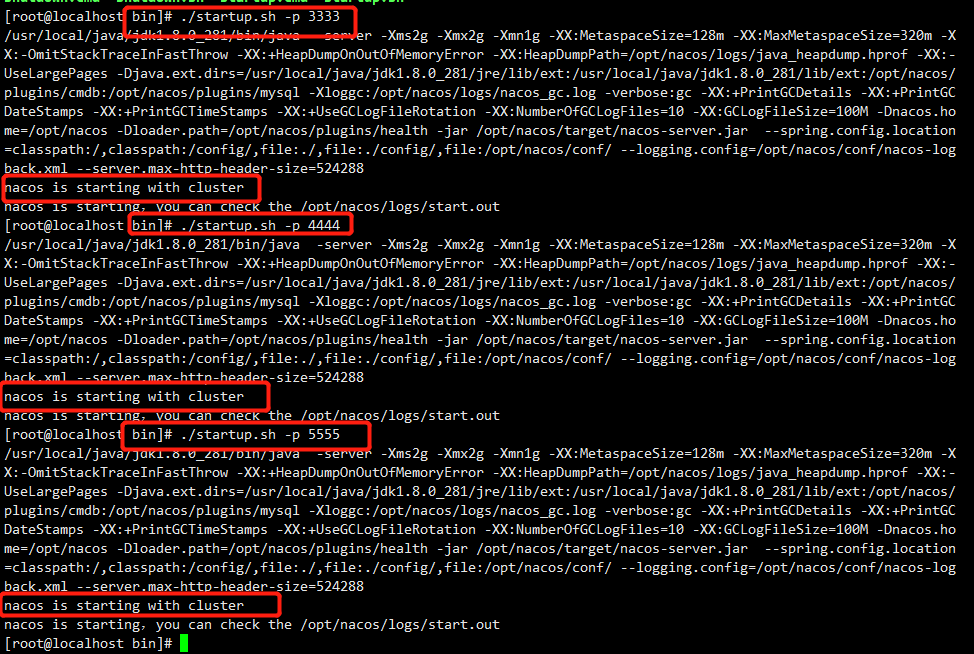 [root@localhost bin]# ./startup.sh -p 3333
/usr/local/java/jdk1.8.0_281/bin/java  -server -Xms2g -Xmx2g -Xmn1g -XX:MetaspaceSize=128m -XX:MaxMetaspaceSize=320m -X
X:-OmitStackTraceInFastThrow -XX:+HeapDumpOnOutOfMemoryError -XX:HeapDumpPath=/opt/nacos/logs/java_heapdump.hprof -XX:-
UseLargePages -Djava.ext.dirs=/usr/local/java/jdk1.8.0_281/jre/lib/ext:/usr/local/java/jdk1.8.0_281/lib/ext:/opt/nacos/
plugins/cmdb:/opt/nacos/plugins/mysql -Xloggc:/opt/nacos/logs/nacos_gc.log -verbose:gc -XX:+PrintGCDetails -XX:+PrintGC
DateStamps -XX:+PrintGCTimeStamps -XX:+UseGCLogFileRotation -XX:NumberOfGCLogFiles=10 -XX:GCLogFileSize=100M -Dnacos.ho
me=/opt/nacos -Dloader.path=/opt/nacos/plugins/health -jar /opt/nacos/target/nacos-server.jar  --spring.config.location
=classpath:/,classpath:/config/,file:./,file:./config/,file:/opt/nacos/conf/ --logging.config=/opt/nacos/conf/nacos-log
back.xml --server.max-http-header-size=524288
nacos is starting with cluster
nacos is starting，you can check the /opt/nacos/logs/start.out
[root@localhost bin]# ./startup.sh -p 4444
/usr/local/java/jdk1.8.0_281/bin/java  -server -Xms2g -Xmx2g -Xmn1g -XX:MetaspaceSize=128m -XX:MaxMetaspaceSize=320m -X
X:-OmitStackTraceInFastThrow -XX:+HeapDumpOnOutOfMemoryError -XX:HeapDumpPath=/opt/nacos/logs/java_heapdump.hprof -XX:-
UseLargePages -Djava.ext.dirs=/usr/local/java/jdk1.8.0_281/jre/lib/ext:/usr/local/java/jdk1.8.0_281/lib/ext:/opt/nacos/
plugins/cmdb:/opt/nacos/plugins/mysql -Xloggc:/opt/nacos/logs/nacos_gc.log -verbose:gc -XX:+PrintGCDetails -XX:+PrintGC
DateStamps -XX:+PrintGCTimeStamps -XX:+UseGCLogFileRotation -XX:NumberOfGCLogFiles=10 -XX:GCLogFileSize=100M -Dnacos.ho
me=/opt/nacos -Dloader.path=/opt/nacos/plugins/health -jar /opt/nacos/target/nacos-server.jar  --spring.config.location
=classpath:/,classpath:/config/,file:./,file:./config/,file:/opt/nacos/conf/ --logging.config=/opt/nacos/conf/nacos-log
back.xml --server.max-http-header-size=524288
nacos is starting with cluster
nacos is starting，you can check the /opt/nacos/logs/start.out
[root@localhost bin]# ./startup.sh -p 5555
/usr/local/java/jdk1.8.0_281/bin/java  -server -Xms2g -Xmx2g -Xmn1g -XX:MetaspaceSize=128m -XX:MaxMetaspaceSize=320m -X
X:-OmitStackTraceInFastThrow -XX:+HeapDumpOnOutOfMemoryError -XX:HeapDumpPath=/opt/nacos/logs/java_heapdump.hprof -XX:-
UseLargePages -Djava.ext.dirs=/usr/local/java/jdk1.8.0_281/jre/lib/ext:/usr/local/java/jdk1.8.0_281/lib/ext:/opt/nacos/
plugins/cmdb:/opt/nacos/plugins/mysql -Xloggc:/opt/nacos/logs/nacos_gc.log -verbose:gc -XX:+PrintGCDetails -XX:+PrintGC
DateStamps -XX:+PrintGCTimeStamps -XX:+UseGCLogFileRotation -XX:NumberOfGCLogFiles=10 -XX:GCLogFileSize=100M -Dnacos.ho
me=/opt/nacos -Dloader.path=/opt/nacos/plugins/health -jar /opt/nacos/target/nacos-server.jar  --spring.config.location
=classpath:/,classpath:/config/,file:./,file:./config/,file:/opt/nacos/conf/ --logging.config=/opt/nacos/conf/nacos-log
back.xml --server.max-http-header-size=524288
nacos is starting with cluster
nacos is starting，you can check the /opt/nacos/logs/start.out
[root@localhost bin]#